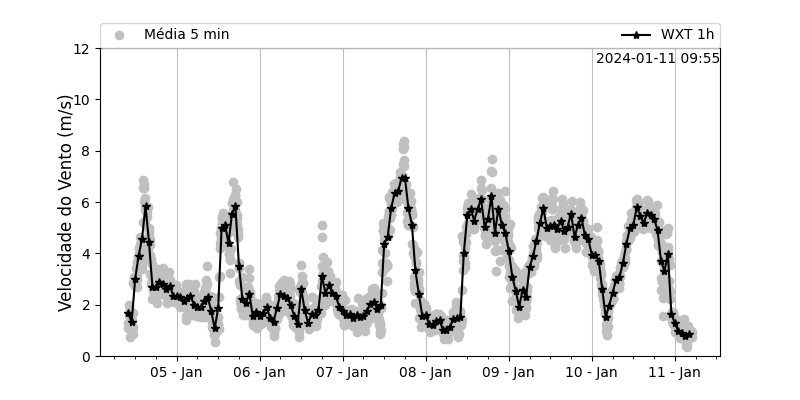 Média 5 min
WXT 1h
2024-01-11 09:55
Velocidade do Vento (m/s)
12
10
8
6
4
2
0
05 - Jan
06 - Jan
07 - Jan
08 - Jan
09 - Jan
10 - Jan
11 - Jan